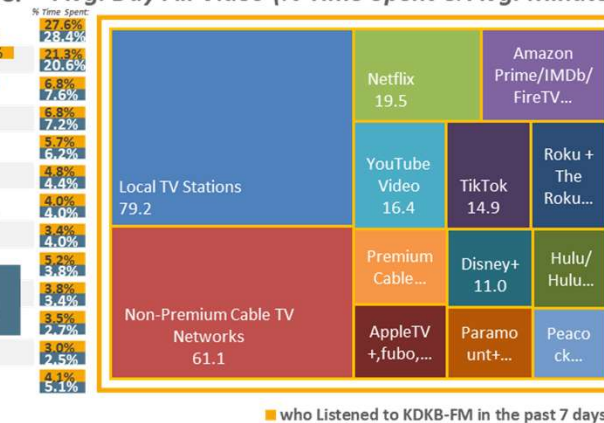 % Time Spent:
27.6%
28.4%
21.3%
20.6%
6.8%
7.6%
6.8%
7.2%
5.7%
6.2%
4.8%
4.4%
4.0%
4.0%
3.4%
4.0%
5.2%
3.8%
3.8%
3.4%
3.5%
2.7%
3.0%
2.5%
4.1%
5.1%
Local TV Stations
79.2
Non-Premium Cable TV
Networks
61.1
Netflix
19.5
Amazon
Prime/IMDb/
FireTV...
YouTube
Video
16.4
TikTok
14.9
Roku +
The
Roku...
Premium
Cable...
Disney+
11.0
Hulu/
Hulu...
AppleTV
+,fubo,...
Paramo
unt+...
Peaco
ck...
who Listened to KDKB-FM in the past 7 days